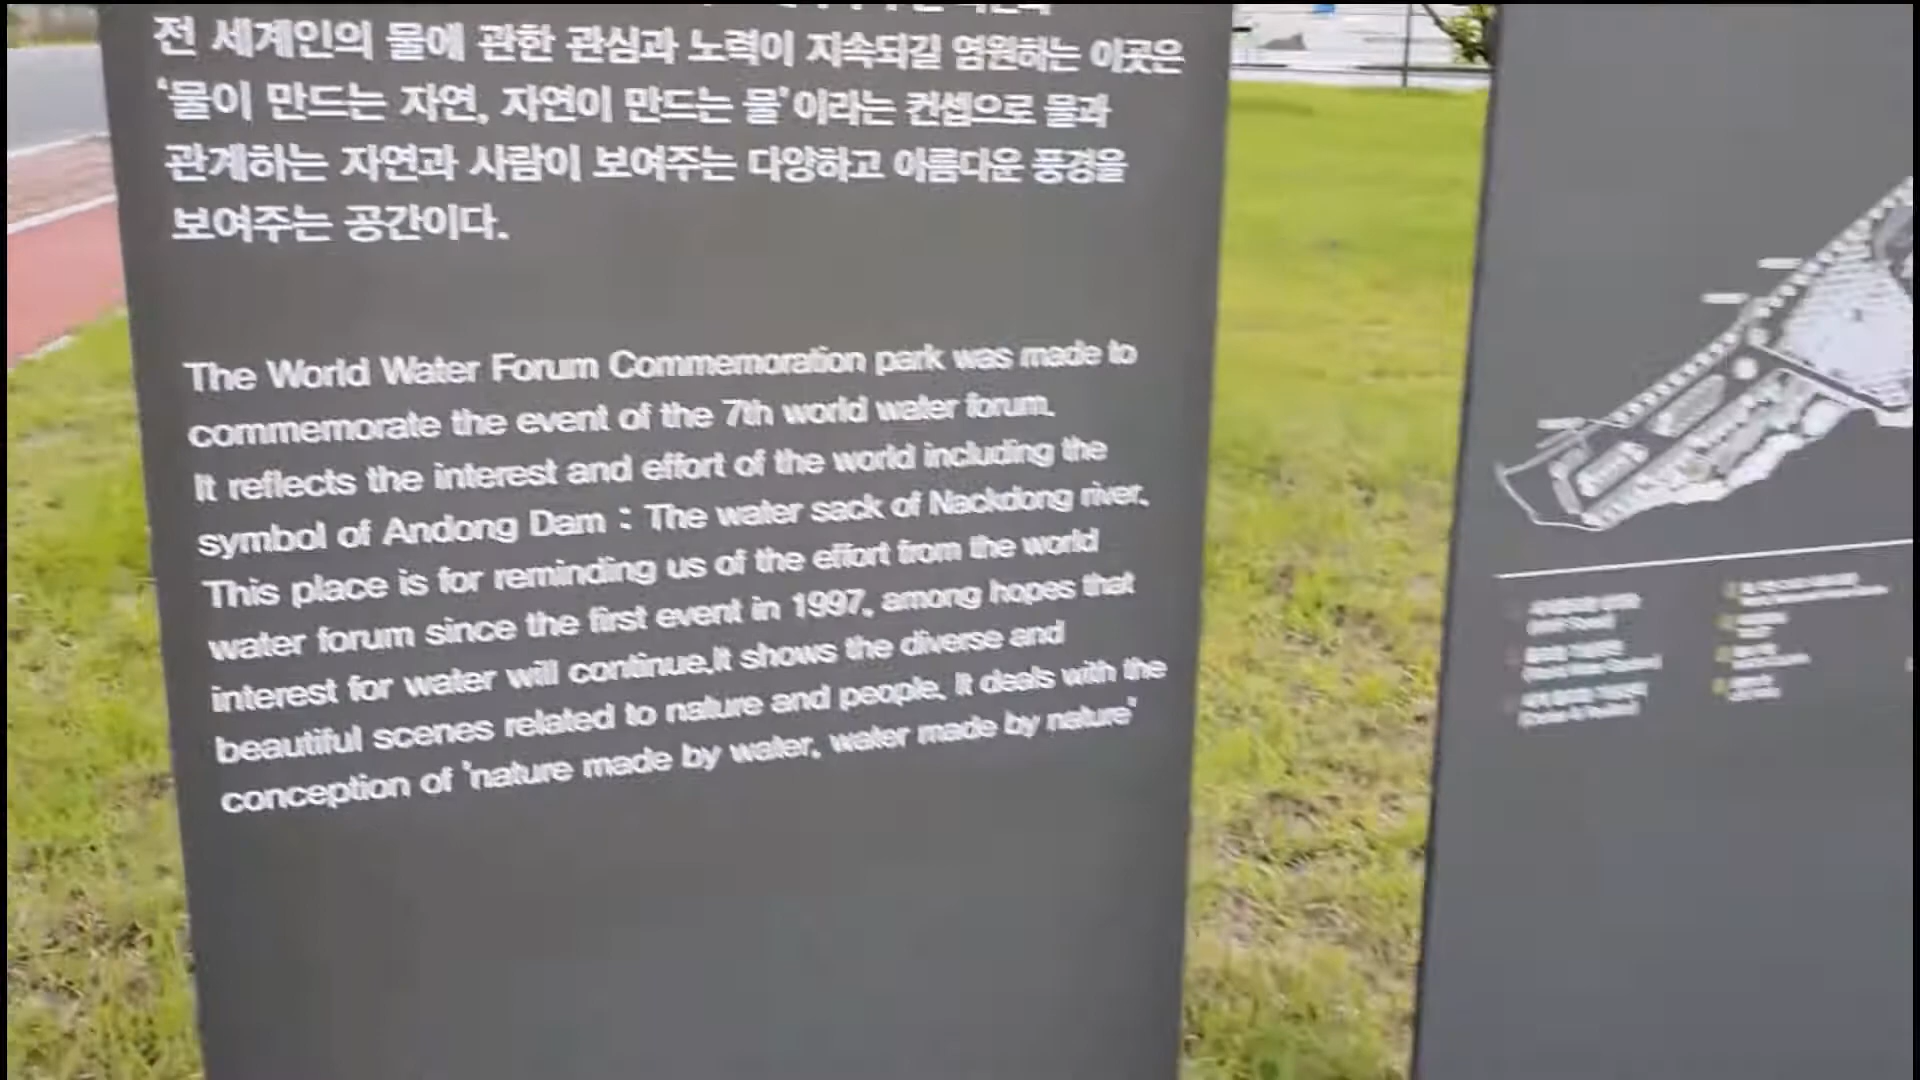 전 세계인의 물에 관한 관심과 노력이 지속되길 염원하는 이곳은
‘물이 만드는 자연, 자연이 만드는 물’이라는 컨셉으로 물과
관계하는 자연과 사람이 보여주는 다양하고 아름다운 풍경을
보여주는 공간이다.
The World Water Forum Commemoration park was made to
commemorate the event of the 7th world water forum.
It reflects the interest and effort of the world including the
symbol of Andong Dam : The water sack of Nackdong river.
This place is for reminding us of the effort from the world
water forum since the first event in 1997, among hopes that
interest for water will continue.It shows the diverse and
beautiful scenes related to nature and people. It deals with the
conception of 'nature made by water, water made by nature'